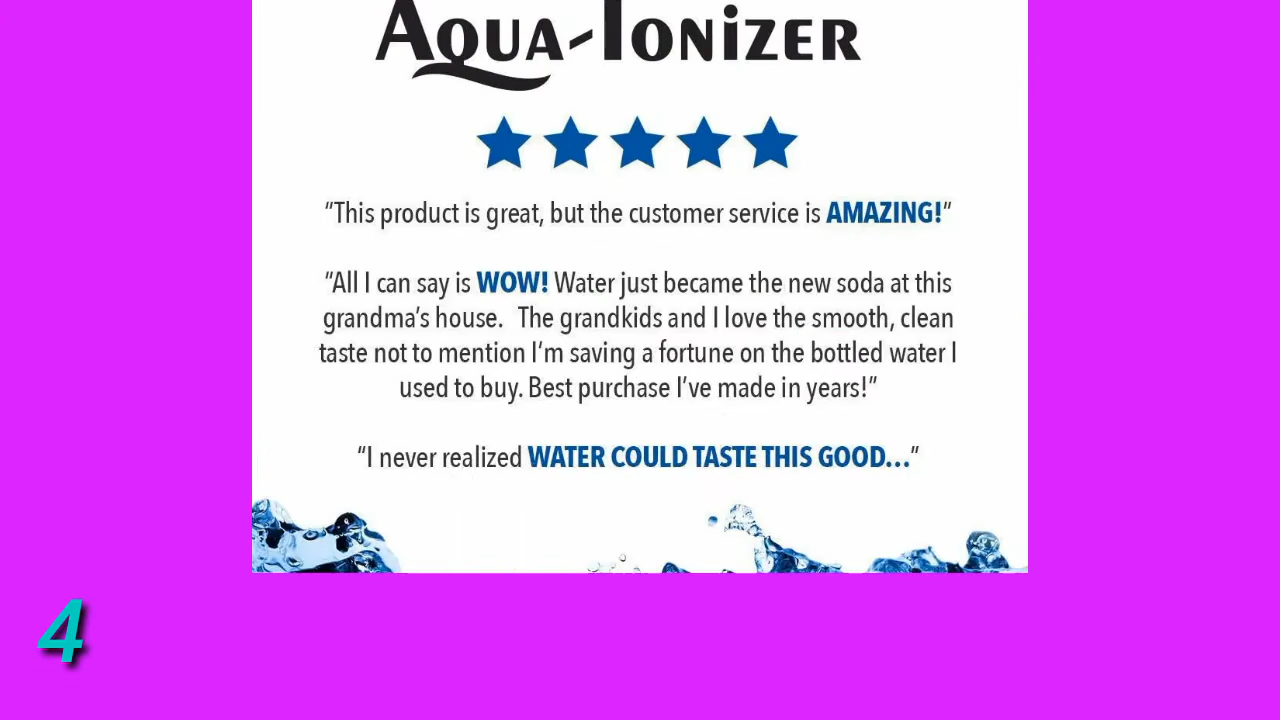 AQUA-IONiZER
"This product is great, but the customer service is AMAZING!"
"All I can say is WOW! Water just became the new soda at this
grandma's house. The grandkids and I love the smooth, clean
taste not to mention I'm saving a fortune on the bottled water I
used to buy. Best purchase I've made in years!"
"I never realized WATER COULD TASTE THIS GOOD..."
4